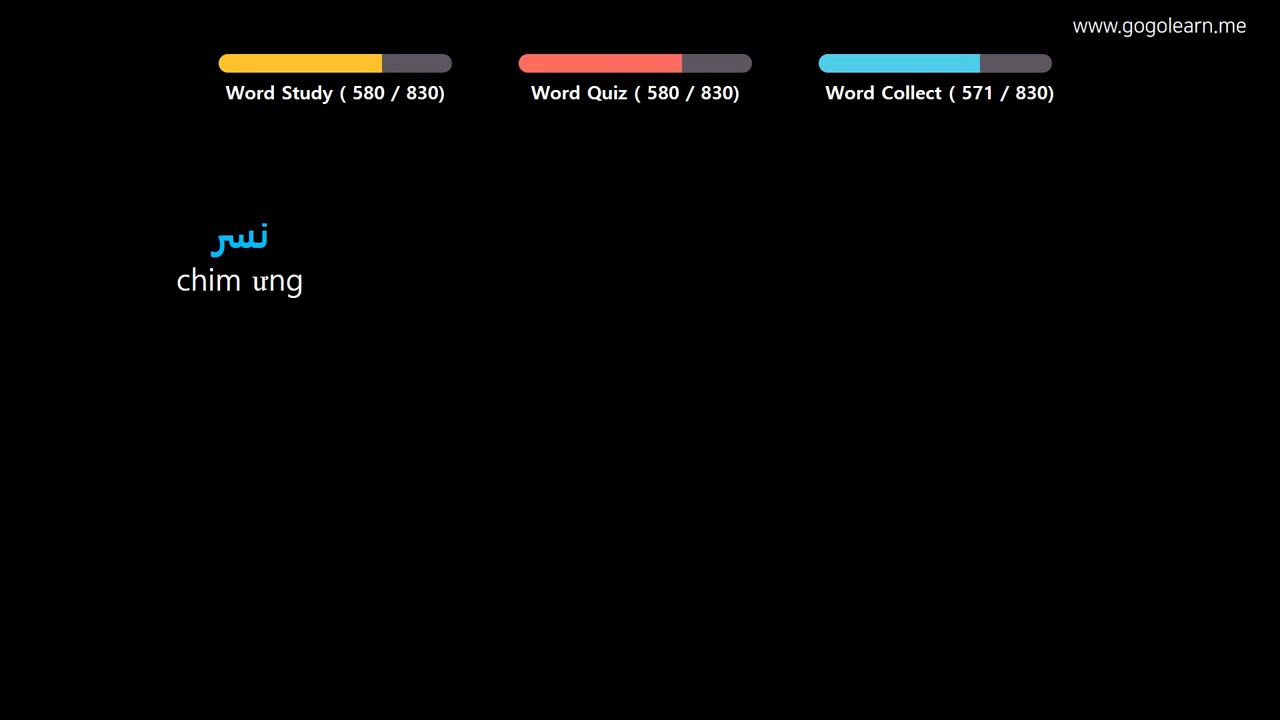 www.gogolearn.me
Word Study ( 580 / 830)
Word Quiz ( 580 / 830)
Word Collect ( 571 / 830)
نسر
chim ưng